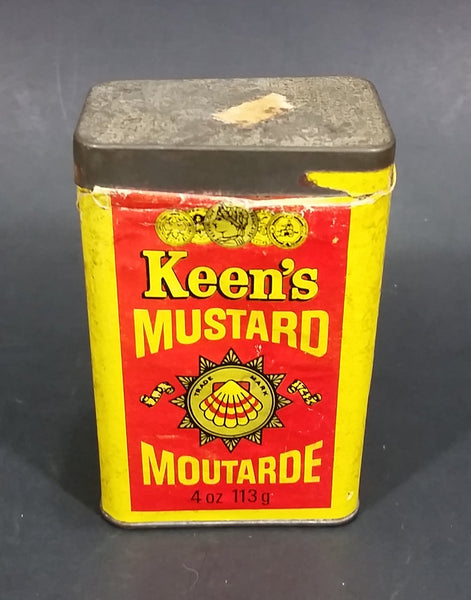 Keen's
MUSTARD
TRADE MARK
MOUTARDE
4 oz 113 g